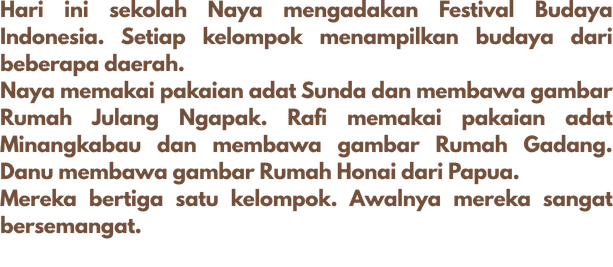 Hari ini sekolah Naya mengadakan Festival Budaya
Indonesia. Setiap kelompok menampilkan budaya dari
beberapa daerah.
Naya memakai pakaian adat Sunda dan membawa gambar
Rumah Julang Ngapak. Rafi memakai pakaian adat
Minangkabau dan membawa gambar Rumah Gadang.
Danu membawa gambar Rumah Honai dari Papua.
Mereka bertiga satu kelompok. Awalnya mereka sangat
bersemangat.